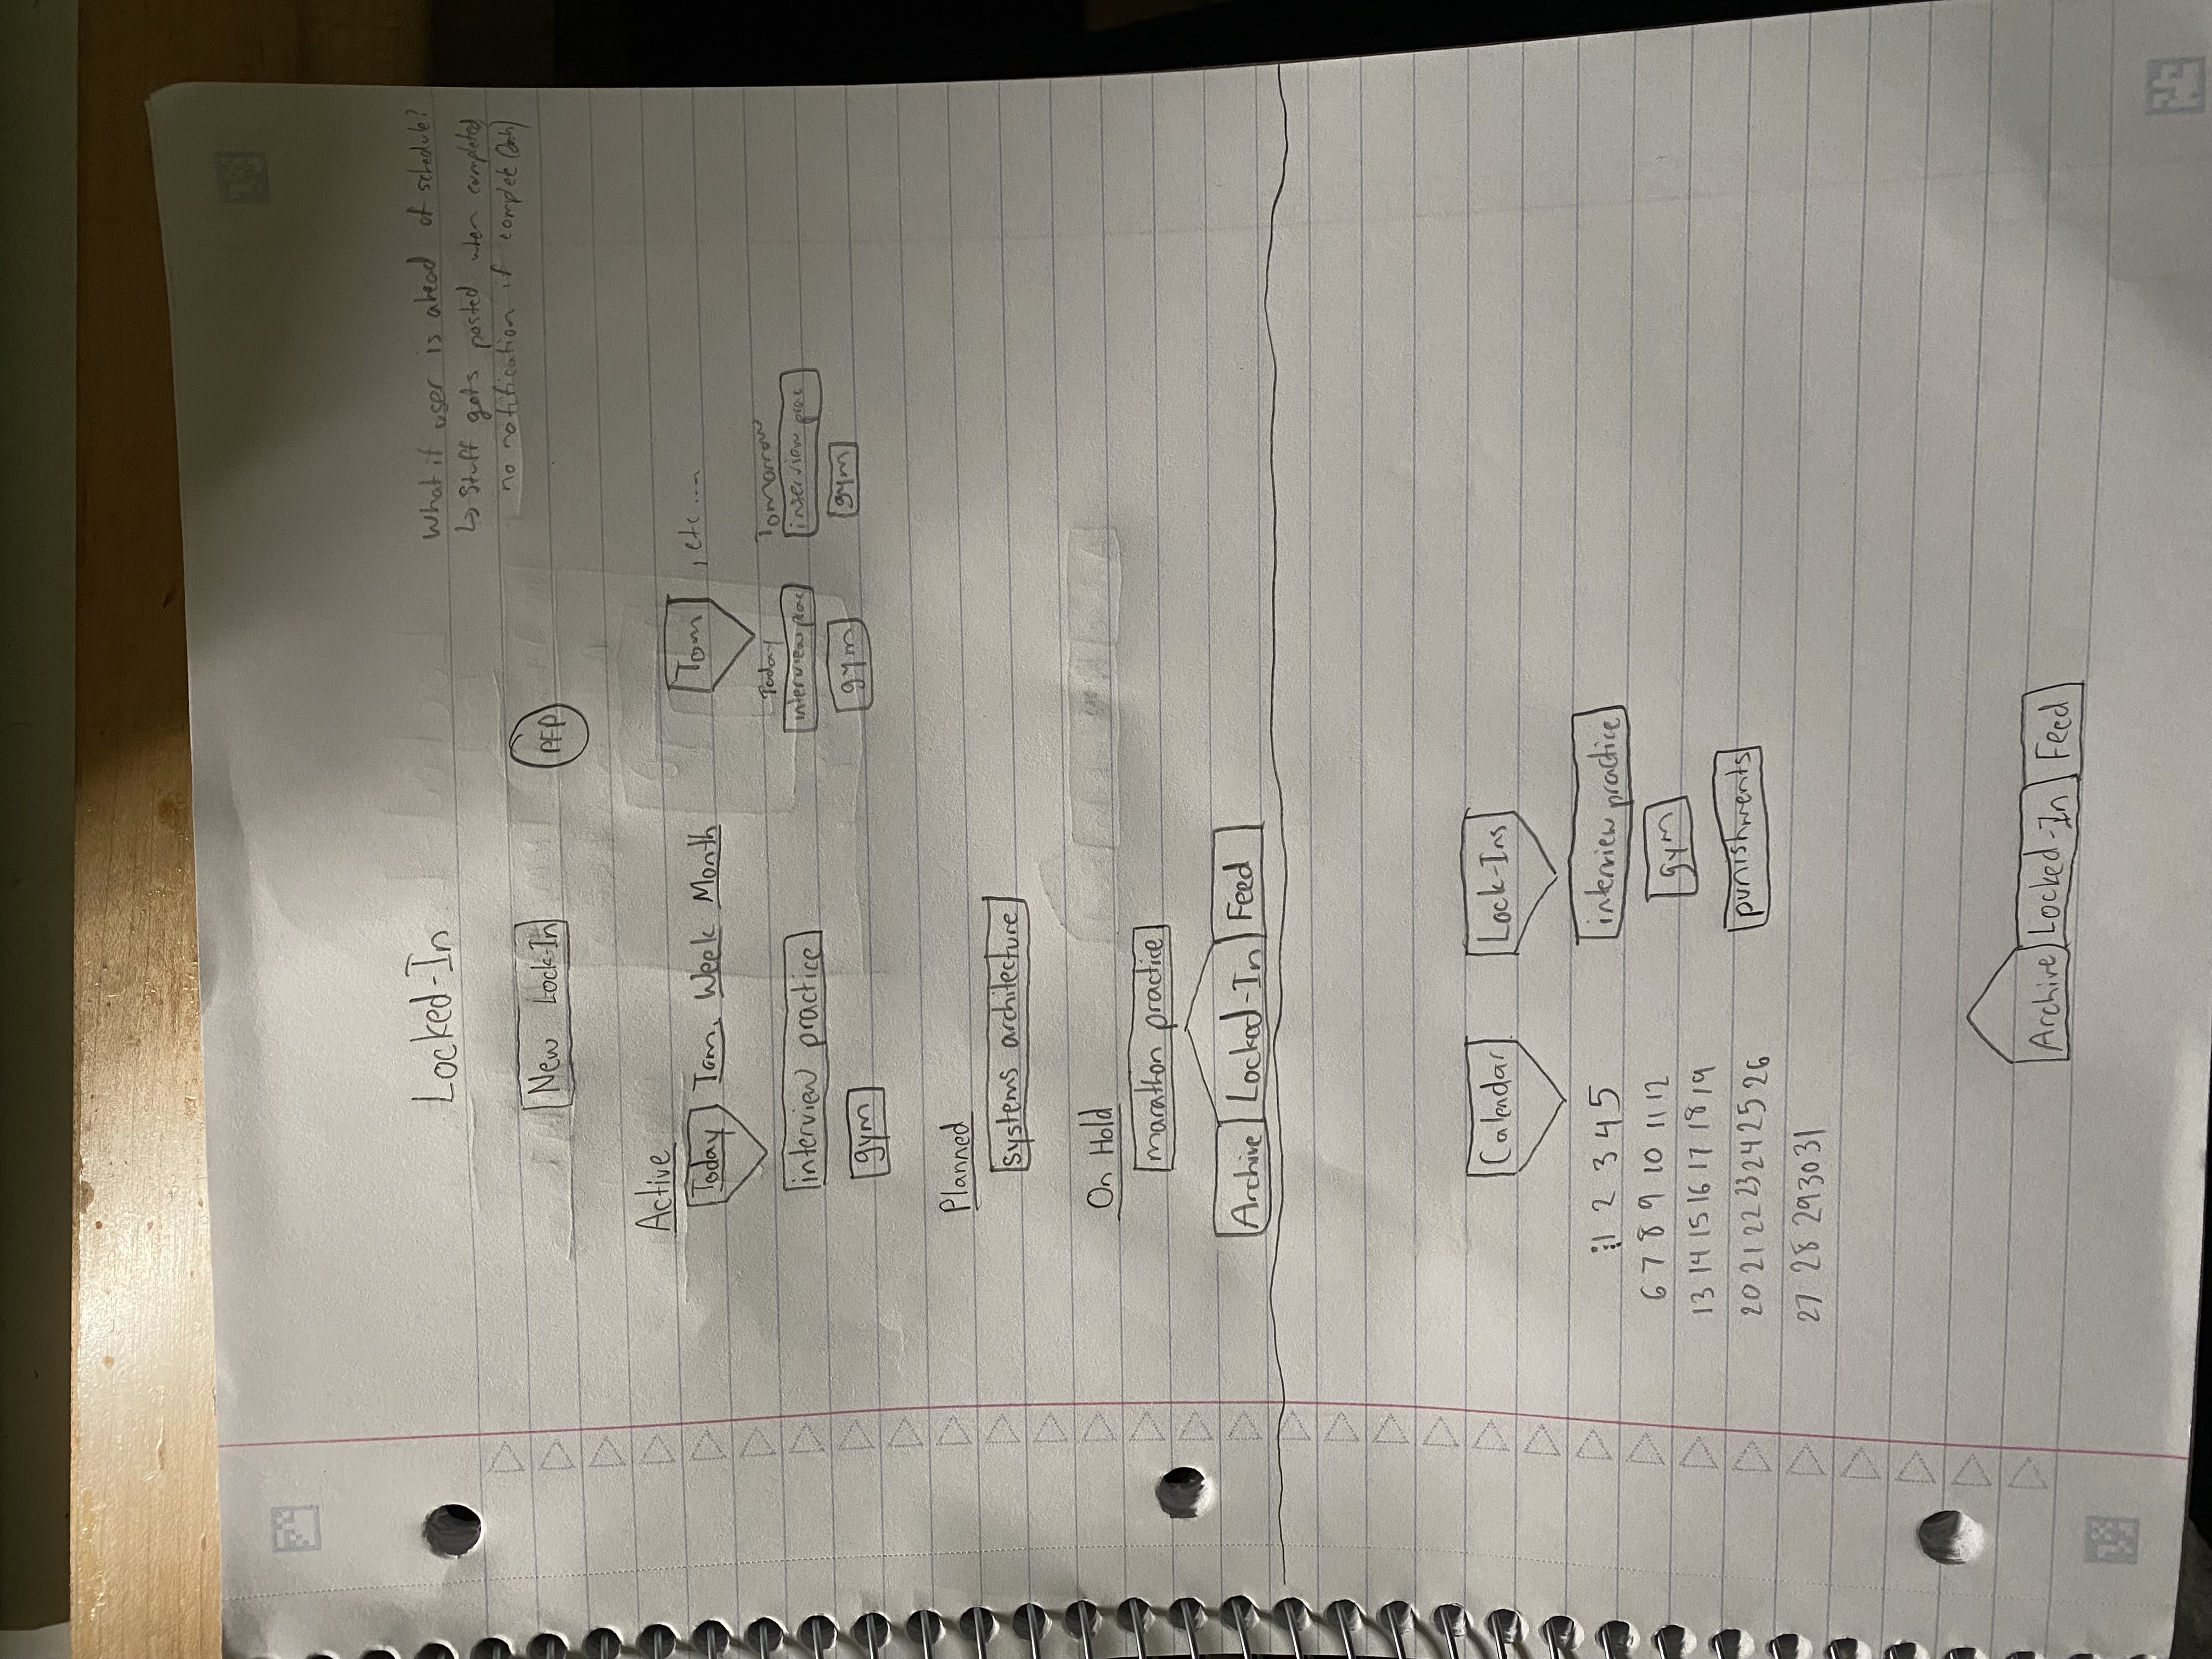 Locked-In
What if user is ahead of schedule?
↳ Stuff gets posted when completed,
no notification if complet
New Lock-In
PFP
Active
Today Tom. Week Month
Tom , etc....
Today Tomorrow
interview practice
interview prac interview prac
gym
gym gym
Planned
systems architecture
On Hold
marathon practice
Archive Locked-In Feed
Calendar Lock-Ins
1 2 3 4 5
interview practice
6 7 8 9 10 11 12
gym
13 14 15 16 17 18 19
20 21 22 23 24 25 26
punishments
27 28 29 30 31
Archive Locked-In Feed